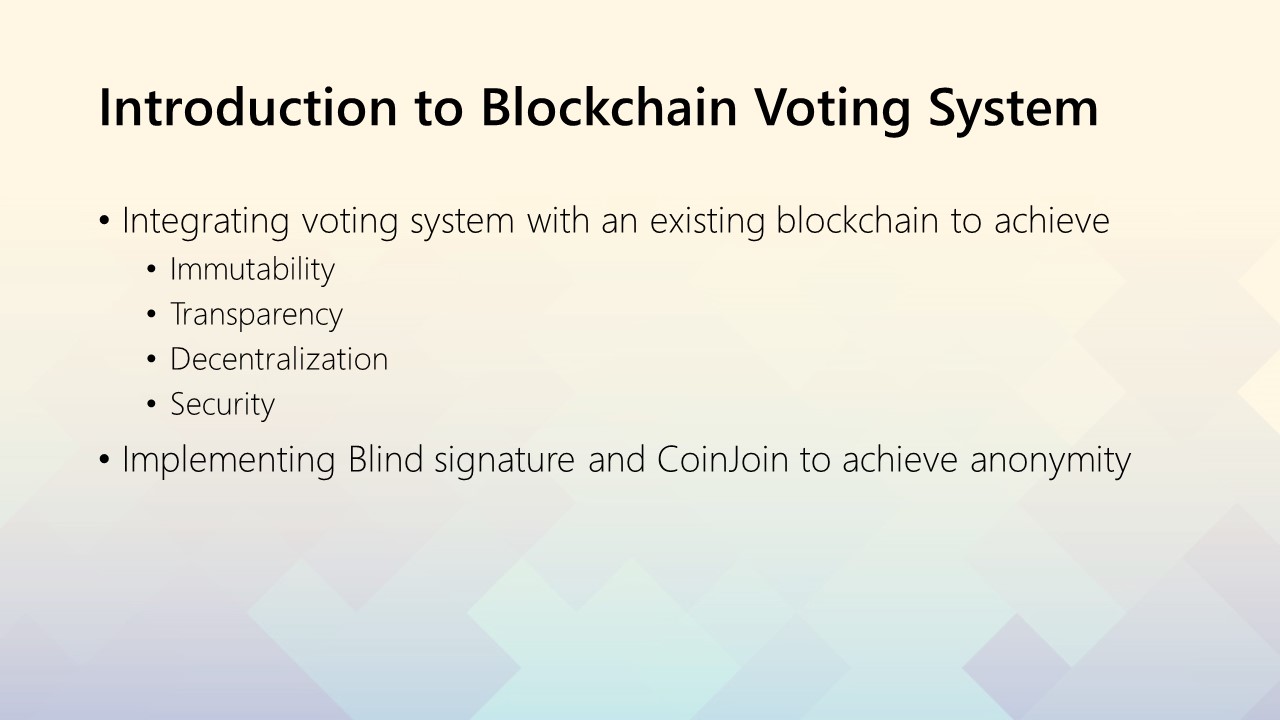 Introduction to Blockchain Voting System
• Integrating voting system with an existing blockchain to achieve
• Immutability
• Transparency
• Decentralization
• Security
• Implementing Blind signature and CoinJoin to achieve anonymity